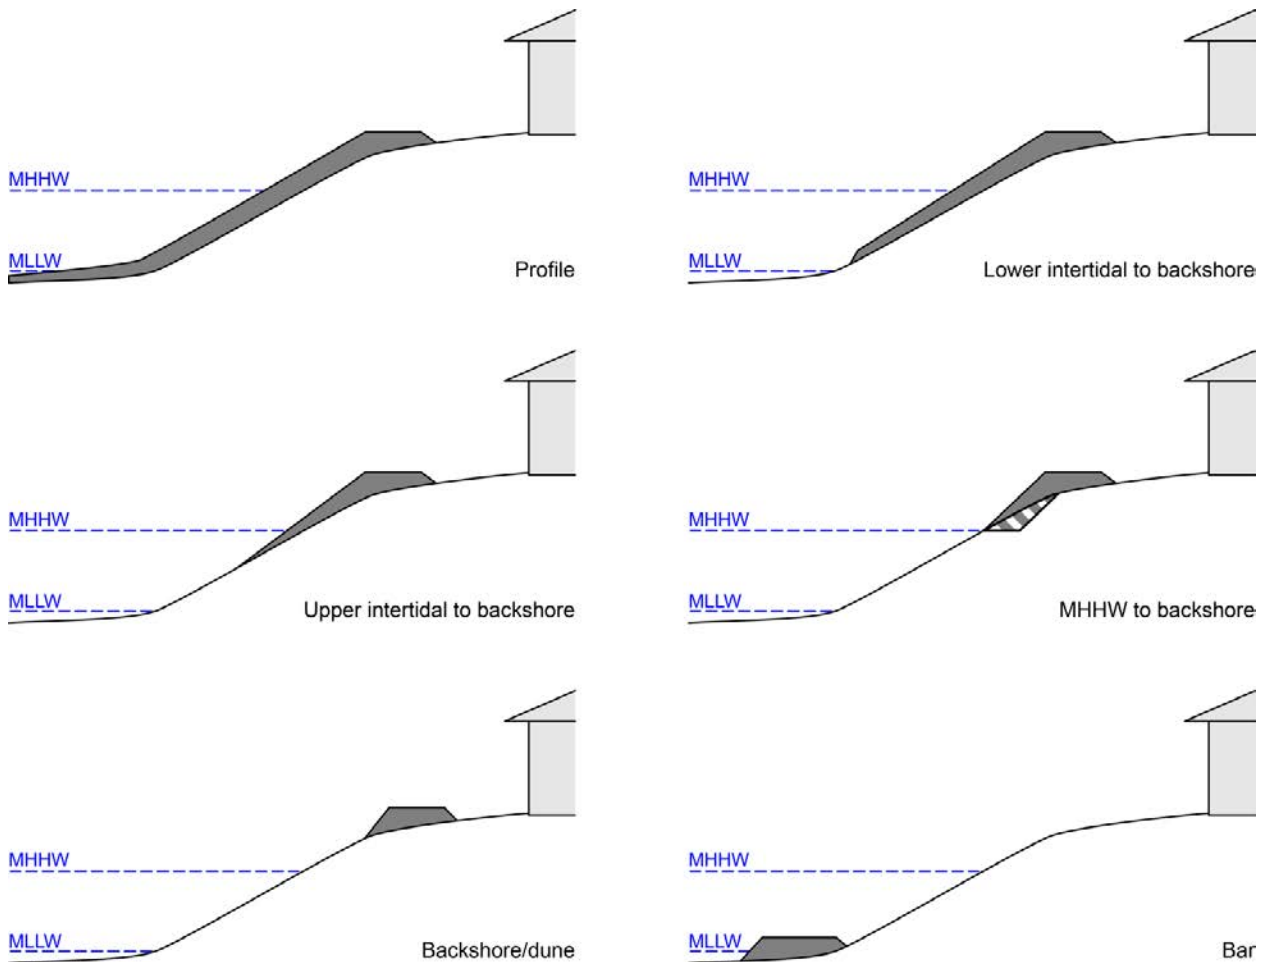 MHHW
MLLW
Profile
MHHW
MLLW
Lower intertidal to backshore
MHHW
MLLW
Upper intertidal to backshore
MHHW
MLLW
MHHW to backshore
MHHW
MLLW
Backshore/dune
MHHW
MLLW
Bar